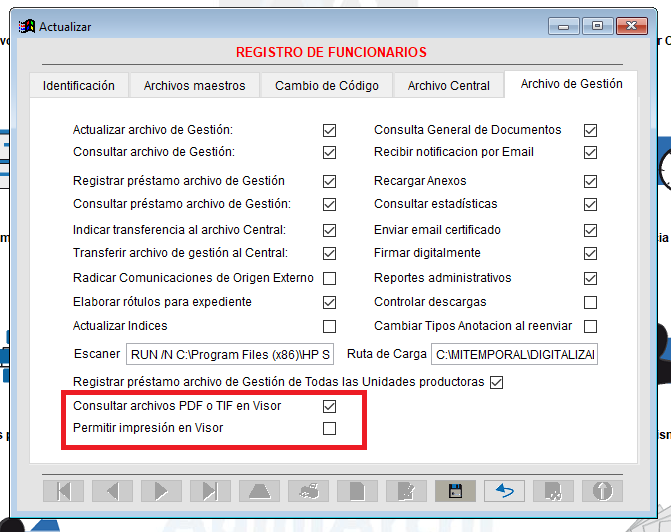 Actualizar
REGISTRO DE FUNCIONARIOS
Identificación Archivos maestros Cambio de Código Archivo Central Archivo de Gestión
Actualizar archivo de Gestión: Consulta General de Documentos
Consultar archivo de Gestión: Recibir notificacion por Email
Registrar préstamo archivo de Gestión Recargar Anexos
Consultar préstamo archivo de Gestión: Consultar estadísticas
Indicar transferencia al archivo Central: Enviar email certificado
Transferir archivo de gestión al Central: Firmar digitalmente
Radicar Comunicaciones de Origen Externo Reportes administrativos
Elaborar rótulos para expediente Controlar descargas
Actualizar Indices Cambiar Tipos Anotacion al reenviar
Escaner RUN /N C:\Program Files (x86)\HP S Ruta de Carga C:\MITEMPORAL\DIGITALIZA
Registrar préstamo archivo de Gestión de Todas las Unidades productoras
Consultar archivos PDF o TIF en Visor
Permitir impresión en Visor